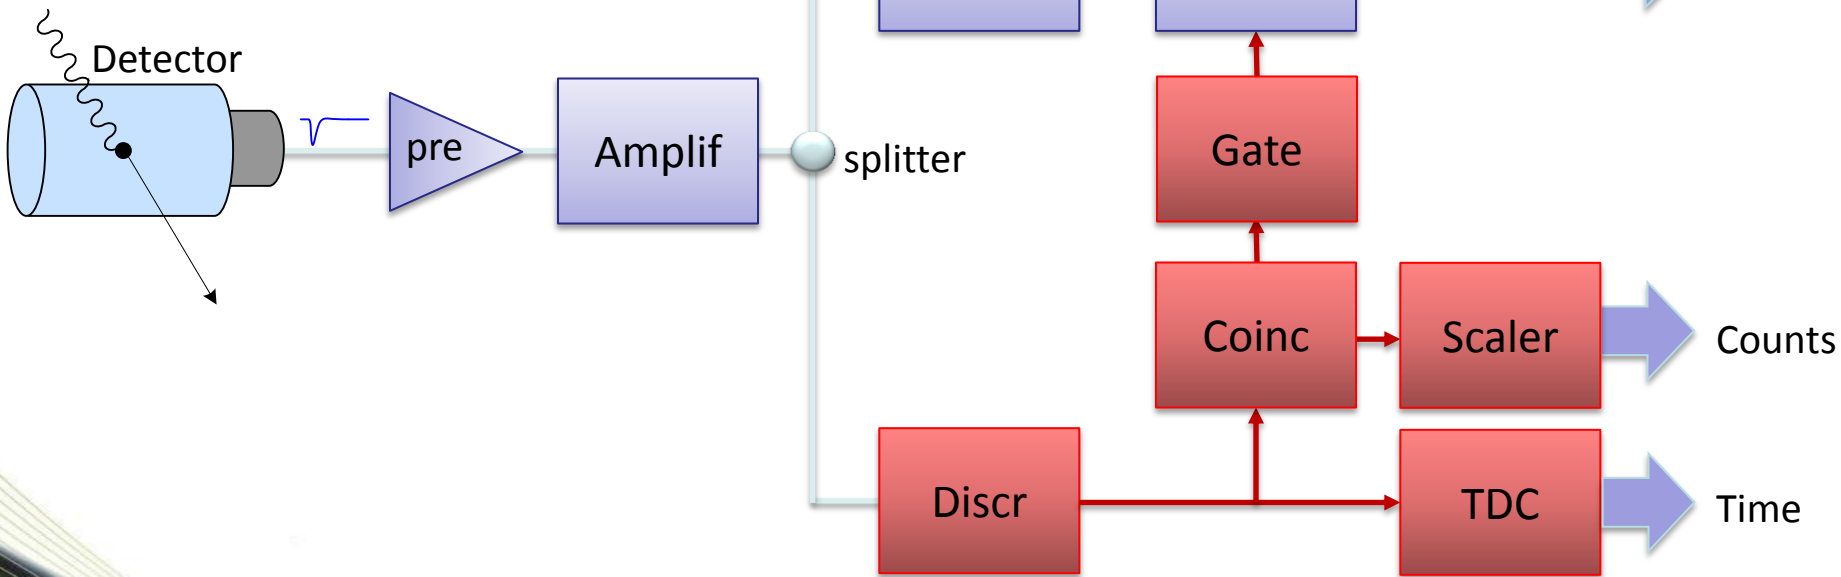 Detector
pre
Amplif
splitter
Gate
Coinc
Scaler
Counts
Discr
TDC
Time